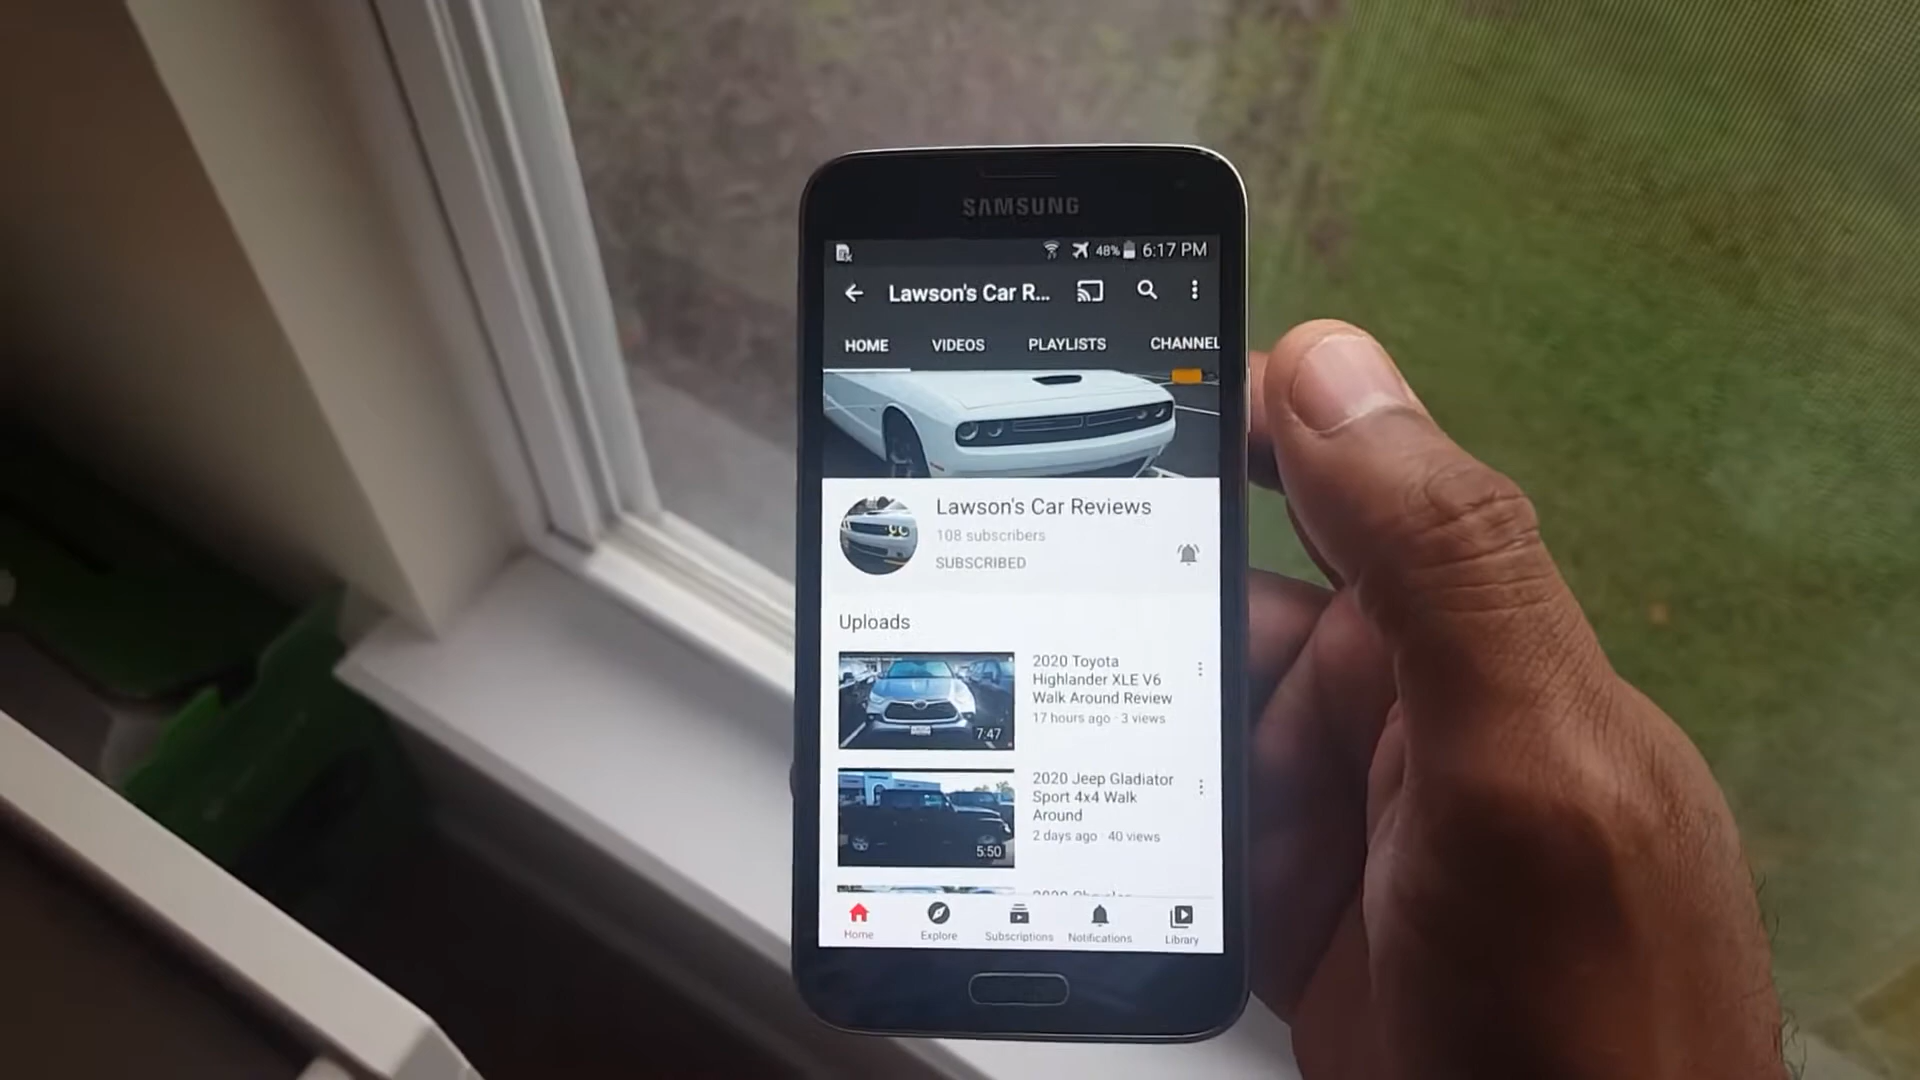 SAMSUNG
48% 6:17 PM
Lawson's Car R...
HOME VIDEOS PLAYLISTS CHANNEL
Lawson's Car Reviews
108 subscribers
SUBSCRIBED
Uploads
2020 Toyota
Highlander XLE V6
Walk Around Review
17 hours ago · 3 views
7:47
2020 Jeep Gladiator
Sport 4x4 Walk
Around
2 days ago · 40 views
5:50
Home Explore Subscriptions Notifications Library